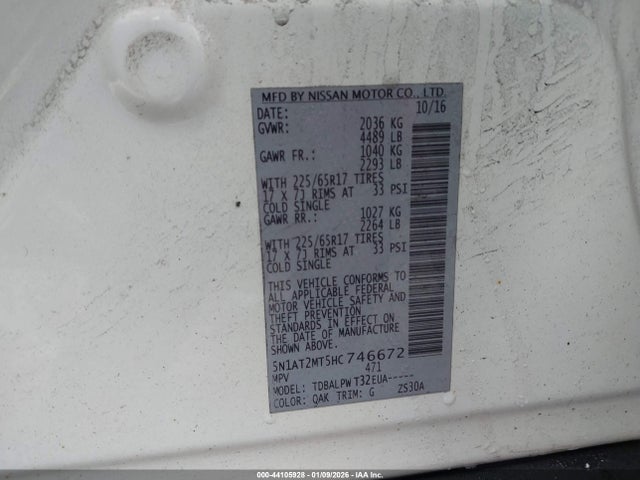 MFD BY NISSAN MOTOR CO., LTD.
DATE: 10/16
GVWR: 2036 KG
4489 LB
GAWR FR.: 1040 KG
2293 LB
WITH 225/65R17 TIRES
17 X 7J RIMS AT 33 PSI
COLD SINGLE
GAWR RR.: 1027 KG
2264 LB
WITH 225/65R17 TIRES
17 X 7J RIMS AT 33 PSI
COLD SINGLE
THIS VEHICLE CONFORMS TO
ALL APPLICABLE FEDERAL
MOTOR VEHICLE SAFETY AND
THEFT PREVENTION
STANDARDS IN EFFECT ON
THE DATE OF MANUFACTURE
5N1AT2MT5HC746672
MPV 471
MODEL: TDBALPW T32EUA-----
COLOR: QAK TRIM: G ZS30A
000-44105928 - 01/09/2026 - IAA Inc.